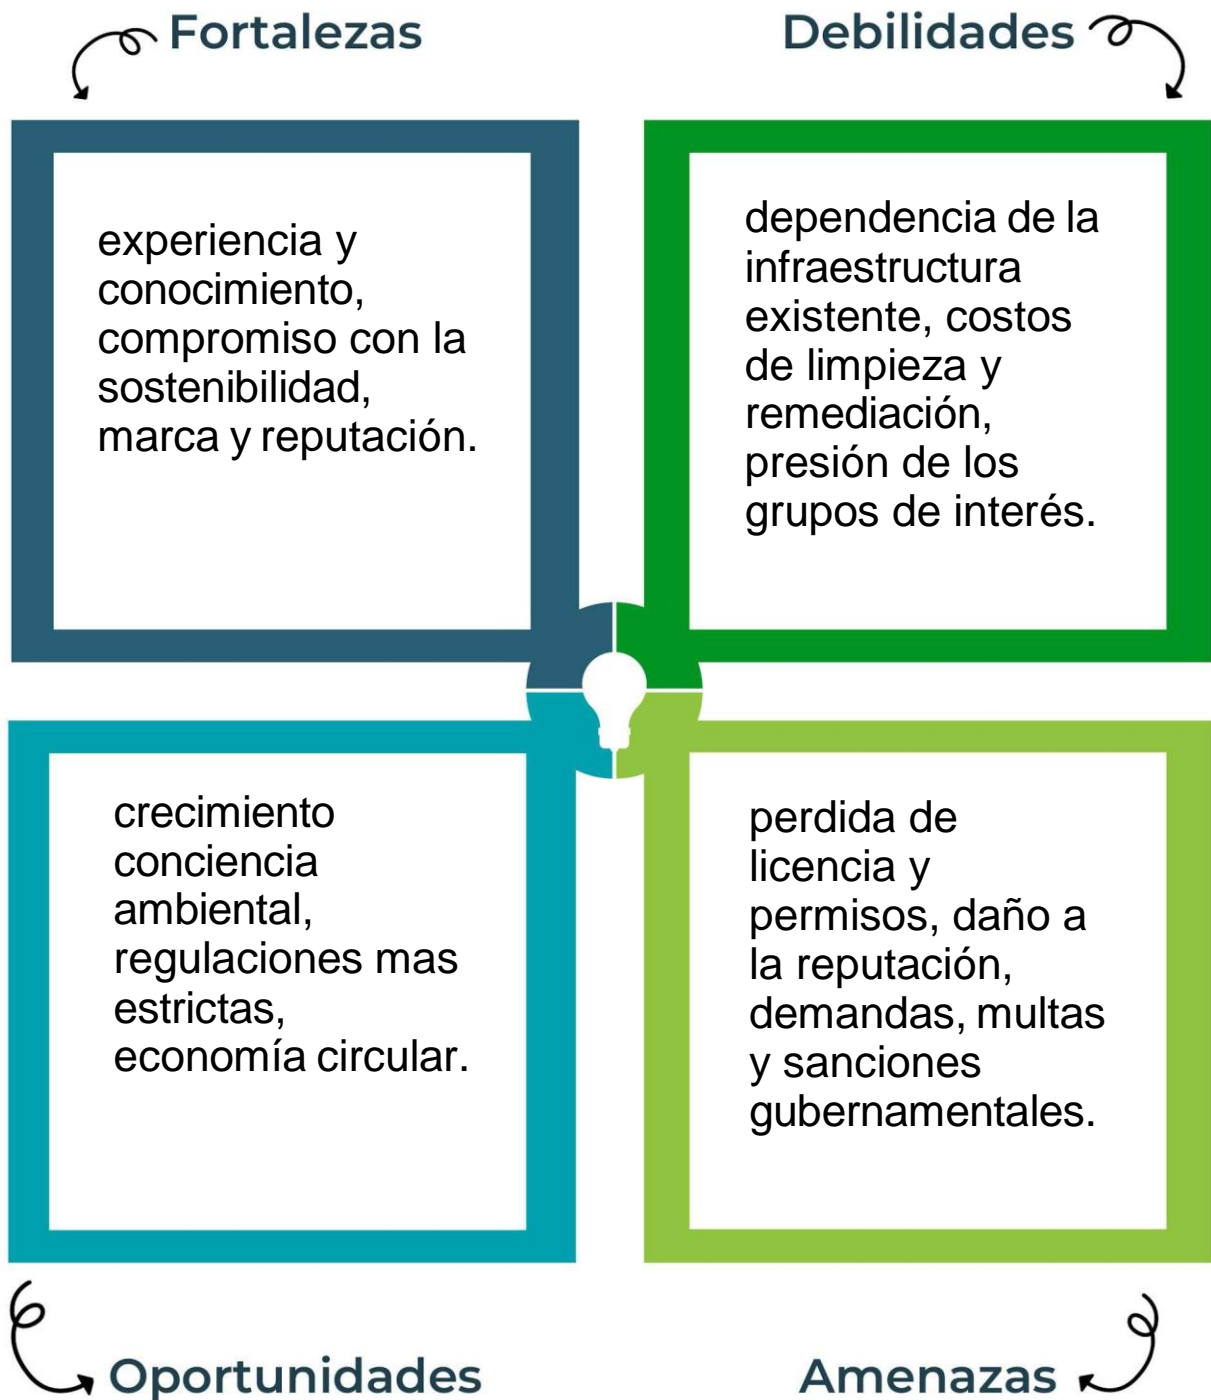 Fortalezas
experiencia y
conocimiento,
compromiso con la
sostenibilidad,
marca y reputación.
Debilidades
dependencia de la
infraestructura
existente, costos
de limpieza y
remediación,
presión de los
grupos de interés.
crecimiento
conciencia
ambiental,
regulaciones mas
estrictas,
economía circular.
Oportunidades
perdida de
licencia y
permisos, daño a
la reputación,
demandas, multas
y sanciones
gubernamentales.
Amenazas